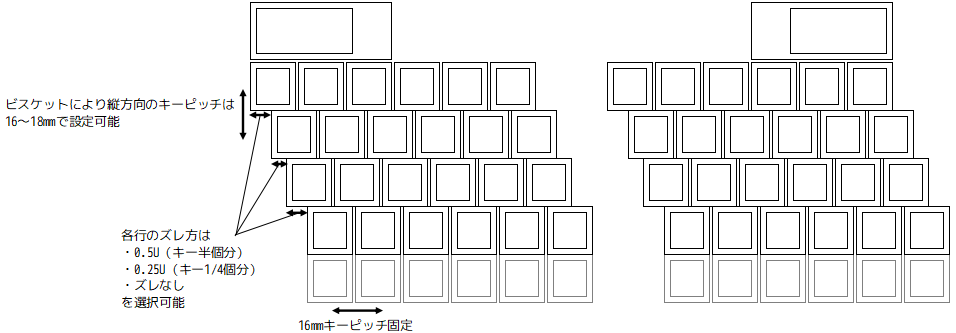 ビスケットにより縦方向のキーピッチは
16～18mmで設定可能
各行のズレ方は
・0.5U（キー半個分）
・0.25U（キー1/4個分）
・ズレなし
を選択可能
16mmキーピッチ固定